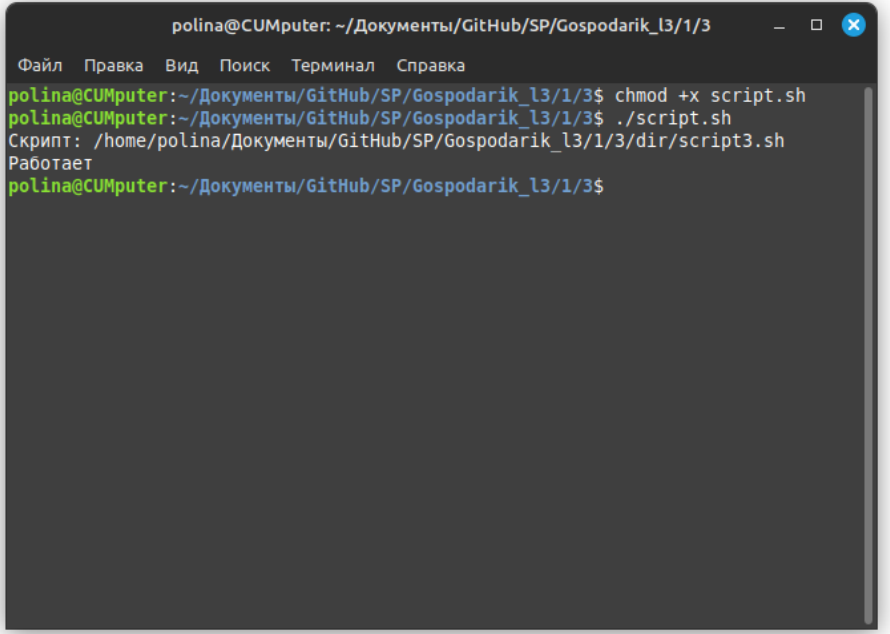 polina@CUMputer: ~/Документы/GitHub/SP/Gospodarik_l3/1/3
Файл Правка Вид Поиск Терминал Справка
polina@CUMputer:~/Документы/GitHub/SP/Gospodarik_l3/1/3$ chmod +x script.sh
polina@CUMputer:~/Документы/GitHub/SP/Gospodarik_l3/1/3$ ./script.sh
Скрипт: /home/polina/Документы/GitHub/SP/Gospodarik_l3/1/3/dir/script3.sh
Работает
polina@CUMputer:~/Документы/GitHub/SP/Gospodarik_l3/1/3$